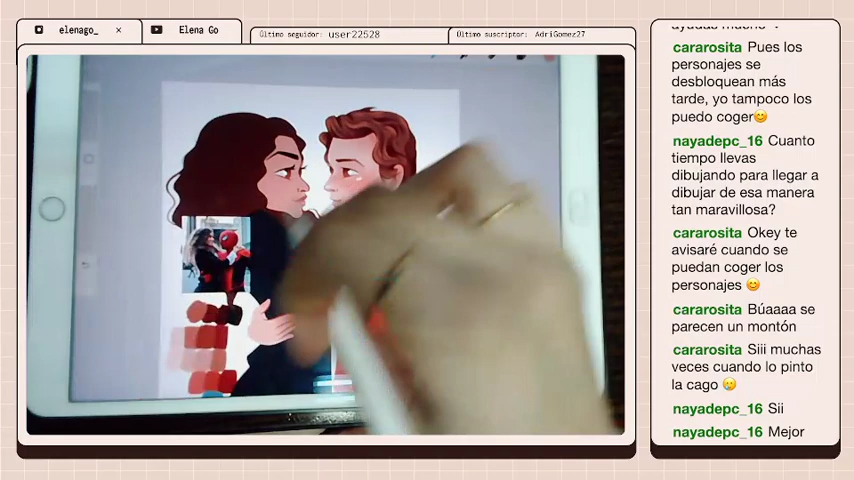 elenago_
Elena Go
Último seguidor: user22528
Último suscriptor: AdriGomez27
ayudas mucho
cararosita Pues los
personajes se
desbloquean más
tarde, yo tampoco los
puedo coger😊
nayadepc_16 Cuanto
tiempo llevas
dibujando para llegar a
dibujar de esa manera
tan maravillosa?
cararosita Okey te
avisaré cuando se
puedan coger los
personajes 😊
cararosita Búaaaa se
parecen un montón
cararosita Siii muchas
veces cuando lo pinto
la cago 😢
nayadepc_16 Sii
nayadepc_16 Mejor